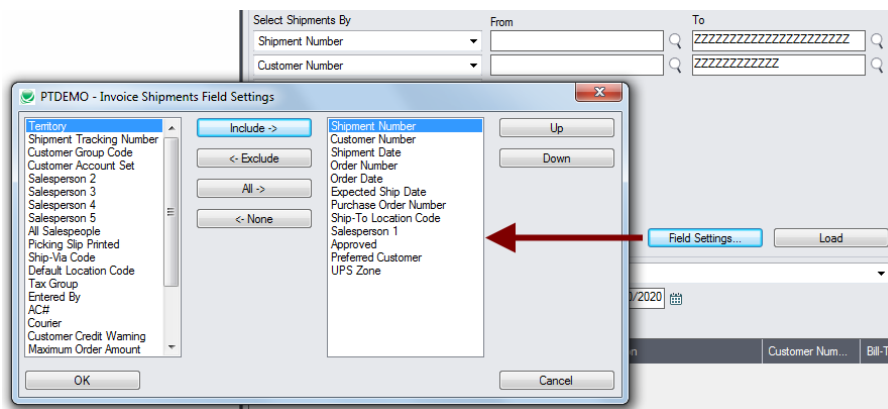 Select Shipments By From To
Shipment Number ZZZZZZZZZZZZZZZZZZZZZZ
Customer Number ZZZZZZZZZZZZ
PTDEMO - Invoice Shipments Field Settings
Territory
Shipment Tracking Number
Customer Group Code
Customer Account Set
Salesperson 2
Salesperson 3
Salesperson 4
Salesperson 5
All Salespeople
Picking Slip Printed
Ship-Via Code
Default Location Code
Tax Group
Entered By
AC#
Courier
Customer Credit Warning
Maximum Order Amount
Include ->
<- Exclude
All ->
<- None
Shipment Number
Customer Number
Shipment Date
Order Number
Order Date
Expected Ship Date
Purchase Order Number
Ship-To Location Code
Salesperson 1
Approved
Preferred Customer
UPS Zone
Up
Down
OK
Cancel
Field Settings... Load
/2020
Customer Num... Bill-T